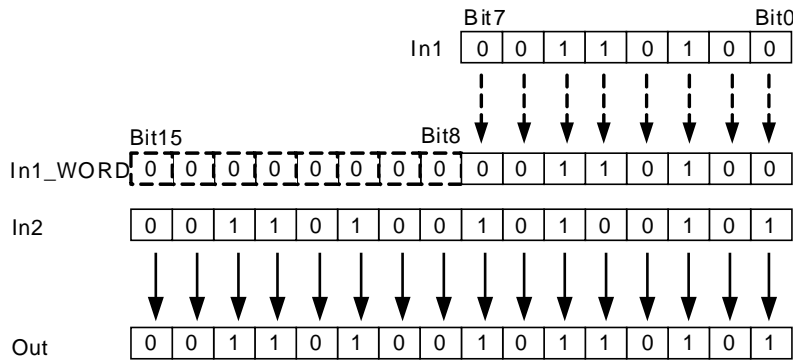 Bit7 Bit0
In1 0 0 1 1 0 1 0 0
Bit15 Bit8
In1_WORD 0 0 0 0 0 0 0 0 0 0 1 1 0 1 0 0
In2 0 0 1 1 0 1 0 0 1 0 1 0 0 1 0 1
Out 0 0 1 1 0 1 0 0 1 0 1 1 0 1 0 1